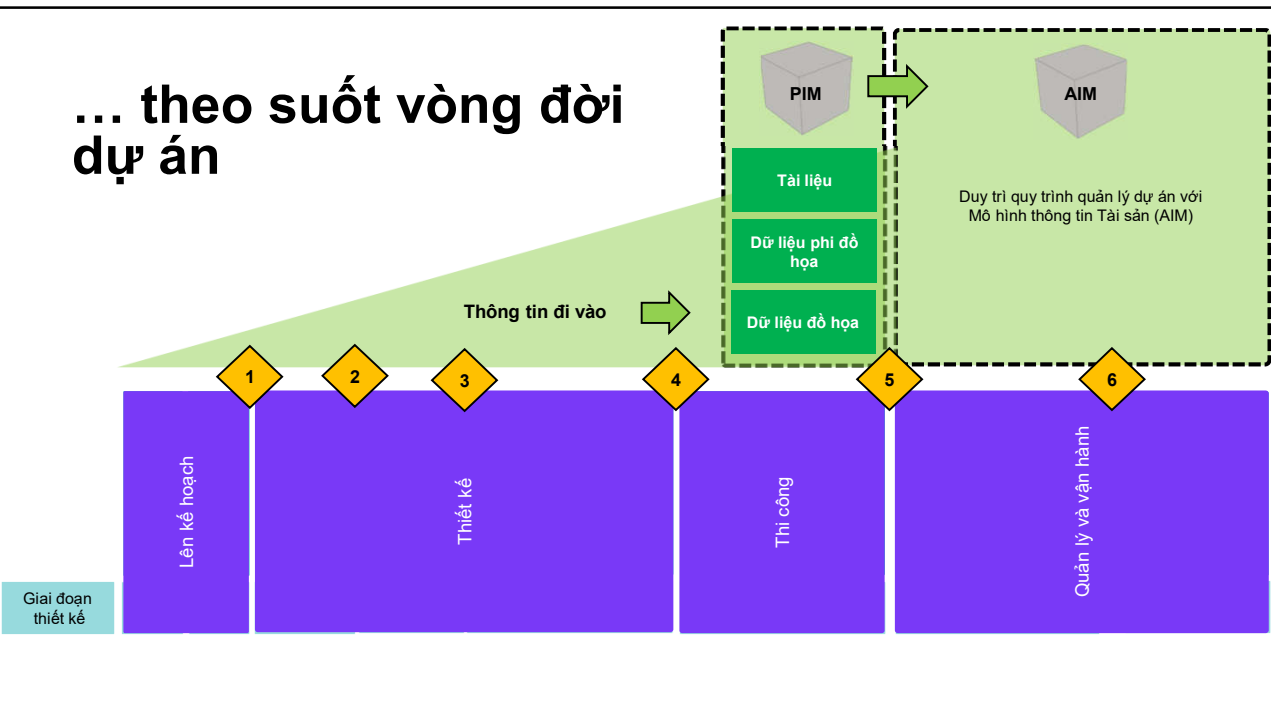 … theo suốt vòng đời
dự án
PIM
AIM
Tài liệu
Dữ liệu phi đồ
họa
Dữ liệu đồ họa
Duy trì quy trình quản lý dự án với
Mô hình thông tin Tài sản (AIM)
Thông tin đi vào
1
2
3
4
5
6
Lên kế hoạch
Thiết kế
Thi công
Quản lý và vận hành
Giai đoạn
thiết kế